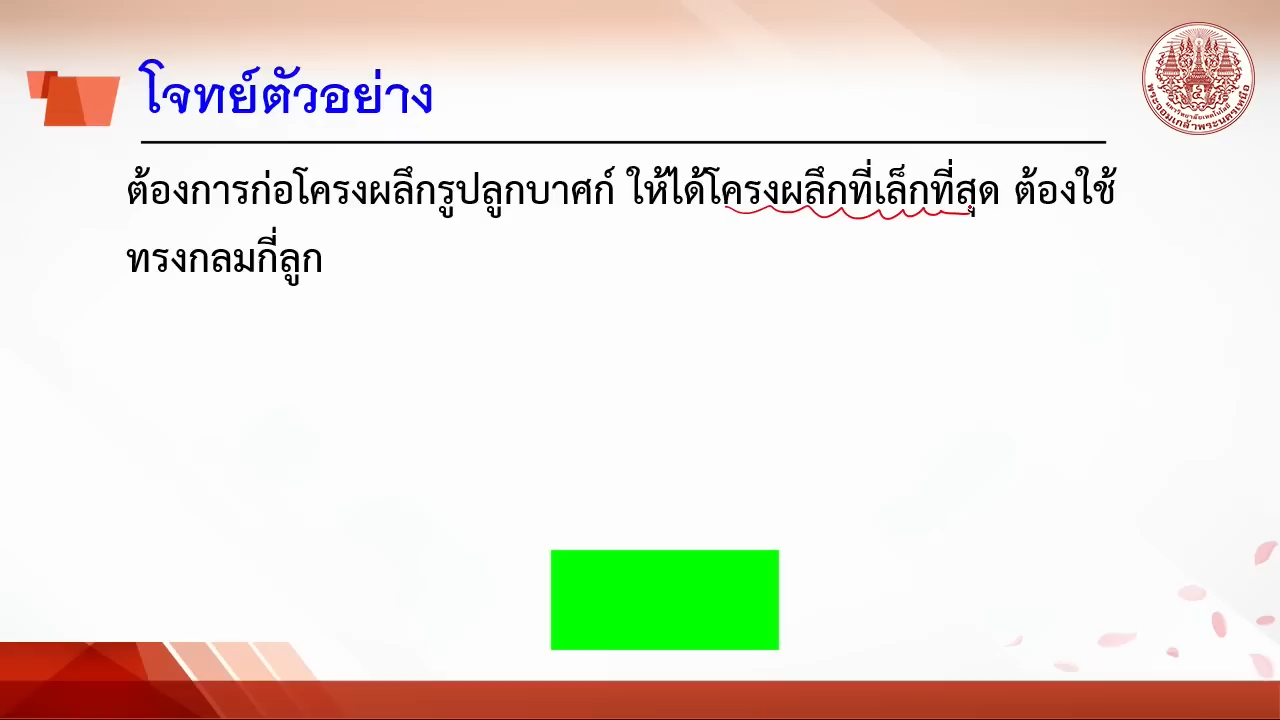 โจทย์ตัวอย่าง
ต้องการก่อโครงผลึกรูปลูกบาศก์ ให้ได้โครงผลึกที่เล็กที่สุด ต้องใช้
ทรงกลมกี่ลูก